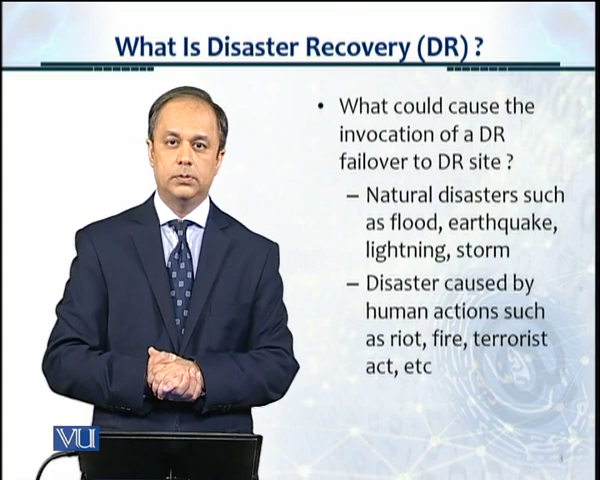 What Is Disaster Recovery (DR) ?
• What could cause the
invocation of a DR
failover to DR site ?
– Natural disasters such
as flood, earthquake,
lightning, storm
– Disaster caused by
human actions such
as riot, fire, terrorist
act, etc
VU
3